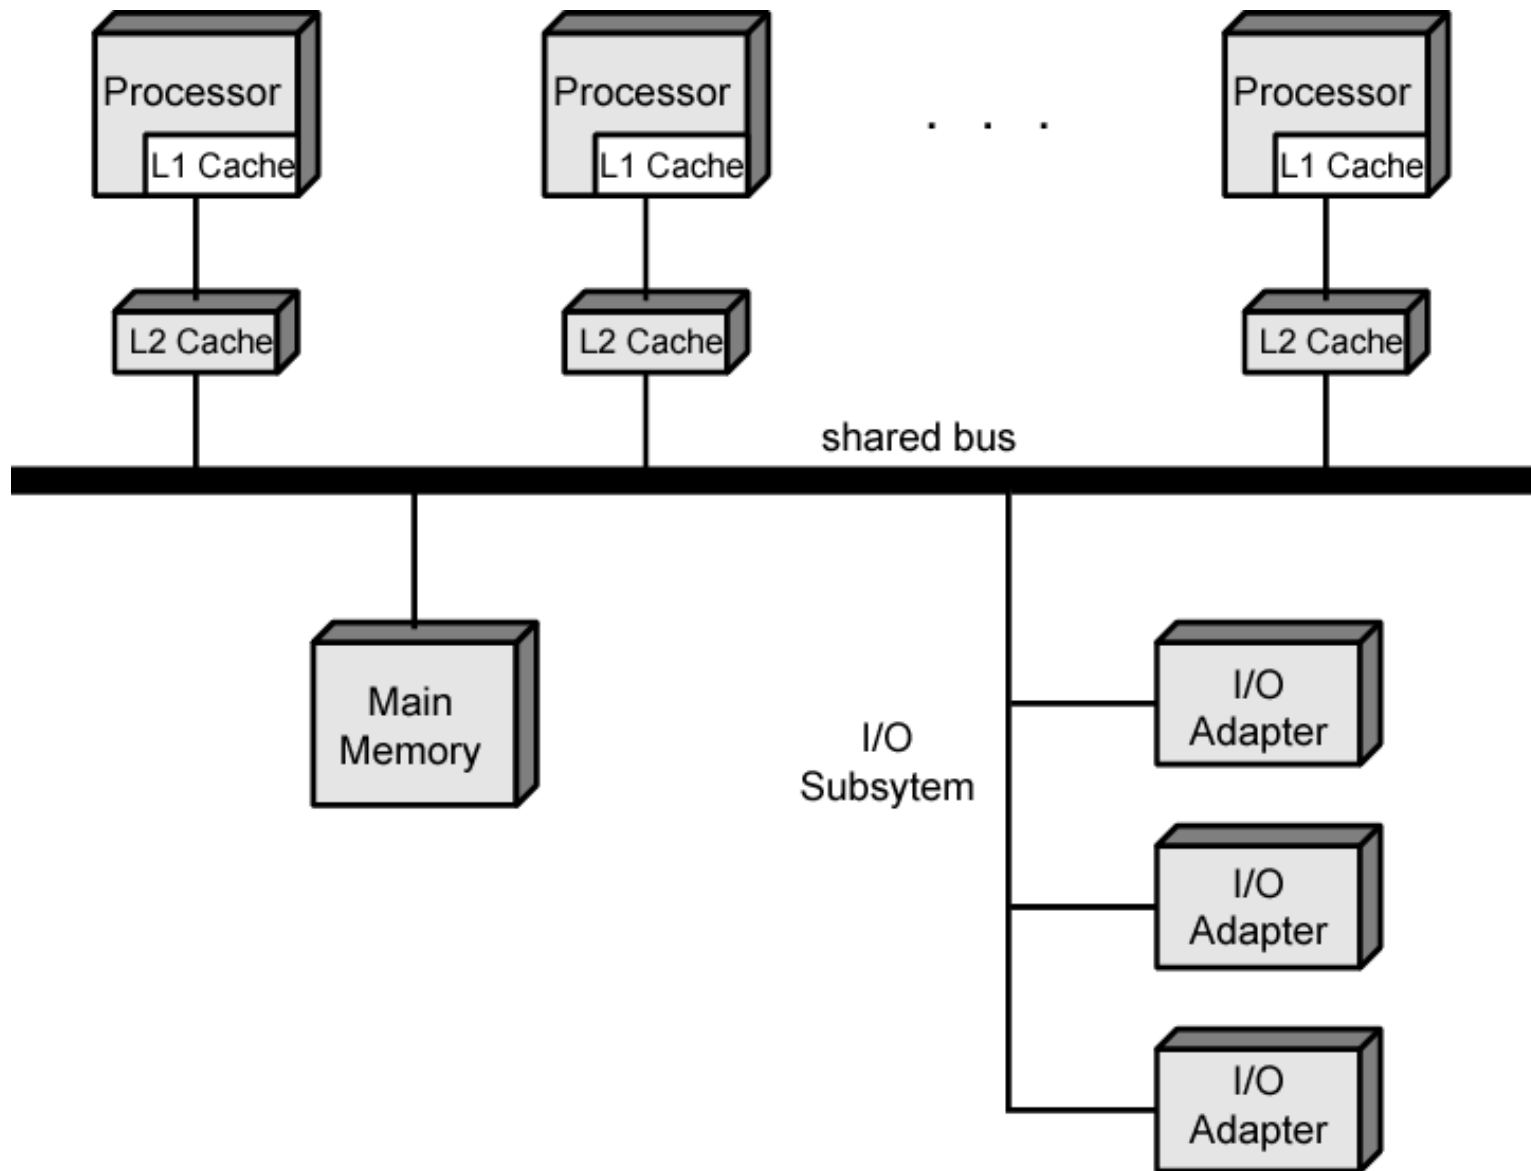 Processor
L1 Cache
L2 Cache
Processor
L1 Cache
L2 Cache
. . .
Processor
L1 Cache
L2 Cache
shared bus
Main
Memory
I/O
Subsytem
I/O
Adapter
I/O
Adapter
I/O
Adapter